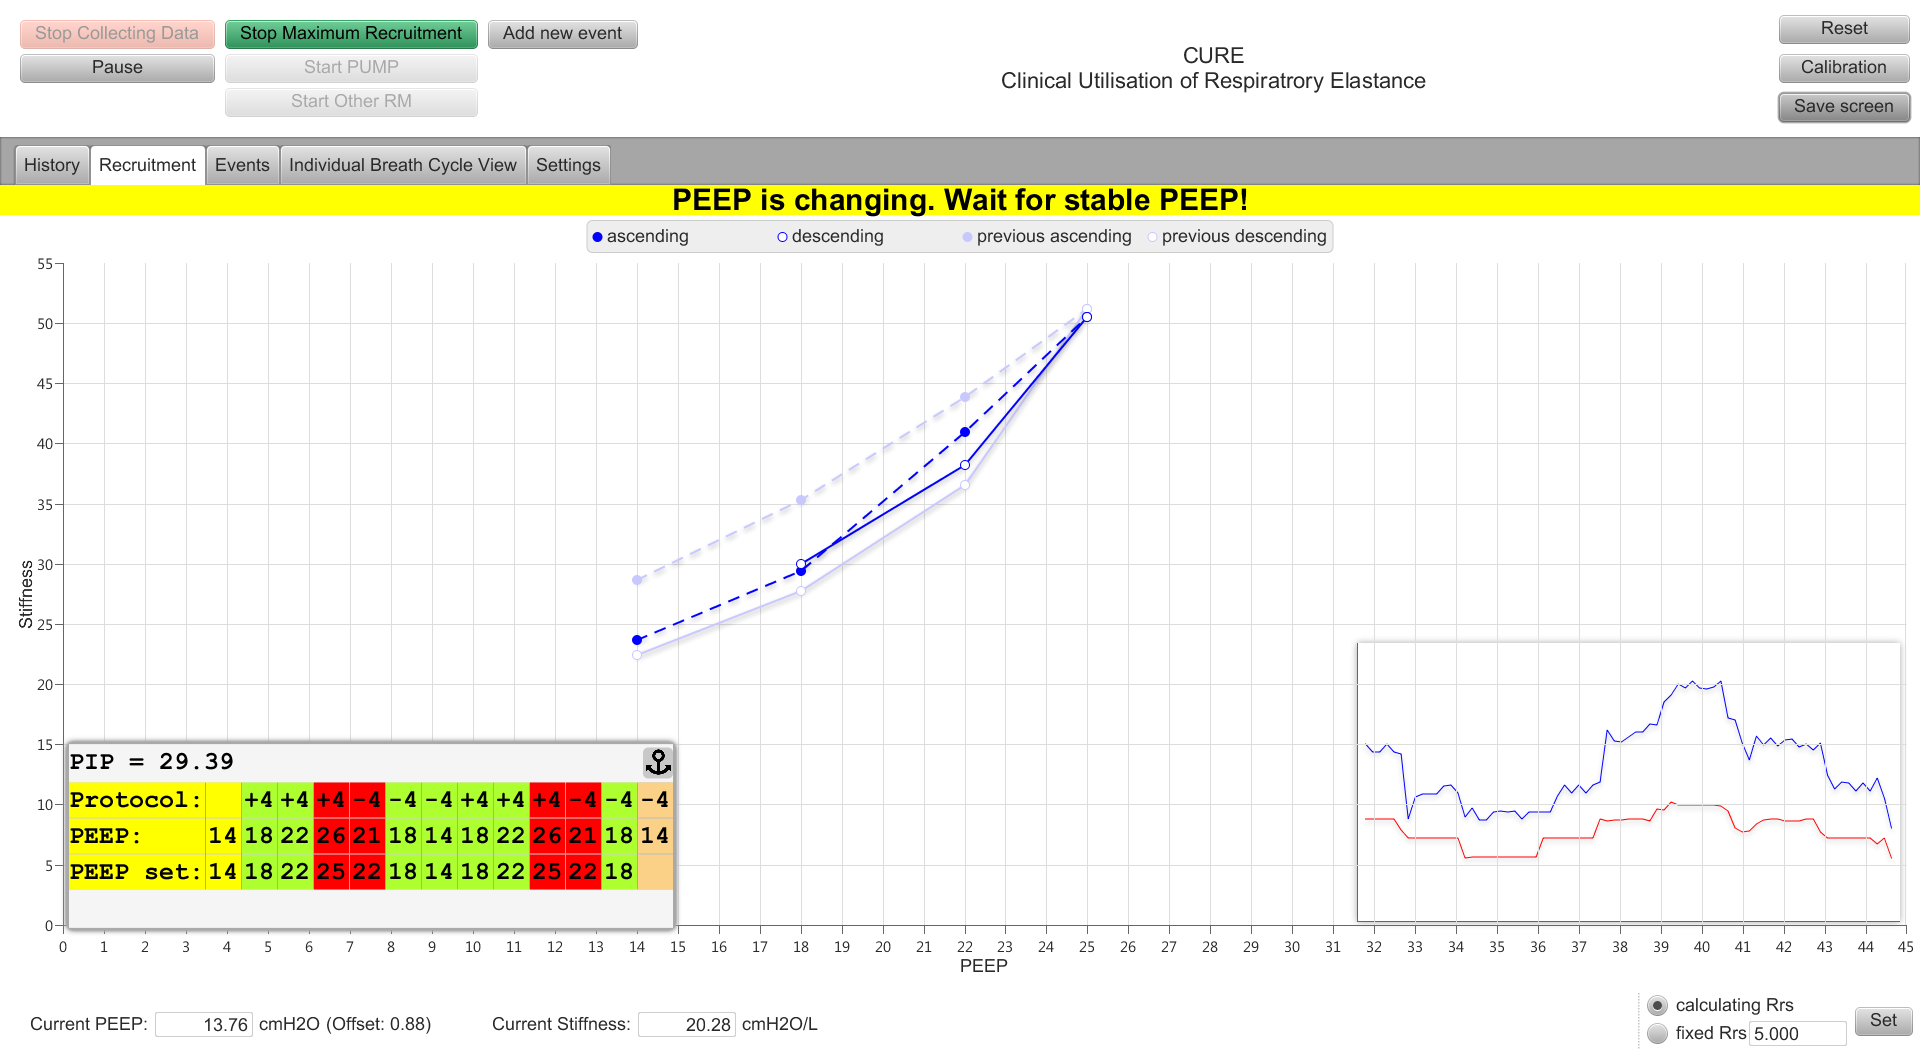 Stop Collecting Data
Stop Maximum Recruitment
Add new event
Pause
Start PUMP
Start Other RM
CURE
Clinical Utilisation of Respiratrory Elastance
Reset
Calibration
Save screen
History
Recruitment
Events
Individual Breath Cycle View
Settings
PEEP is changing. Wait for stable PEEP!
ascending
descending
previous ascending
previous descending
55
50
45
40
35
30
25
20
15
10
5
0
Stiffness
PIP = 29.39
Protocol: +4 +4 +4 -4 -4 -4 +4 +4 +4 -4 -4 -4
PEEP: 14 18 22 26 21 18 14 18 22 26 21 18 14
PEEP set: 14 18 22 25 22 18 14 18 22 25 22 18
0 1 2 3 4 5 6 7 8 9 10 11 12 13 14 15 16 17 18 19 20 21 22 23 24 25 26 27 28 29 30 31 32 33 34 35 36 37 38 39 40 41 42 43 44 45
PEEP
Current PEEP: 13.76 cmH2O (Offset: 0.88)
Current Stiffness: 20.28 cmH2O/L
calculating Rrs
fixed Rrs 5.000
Set